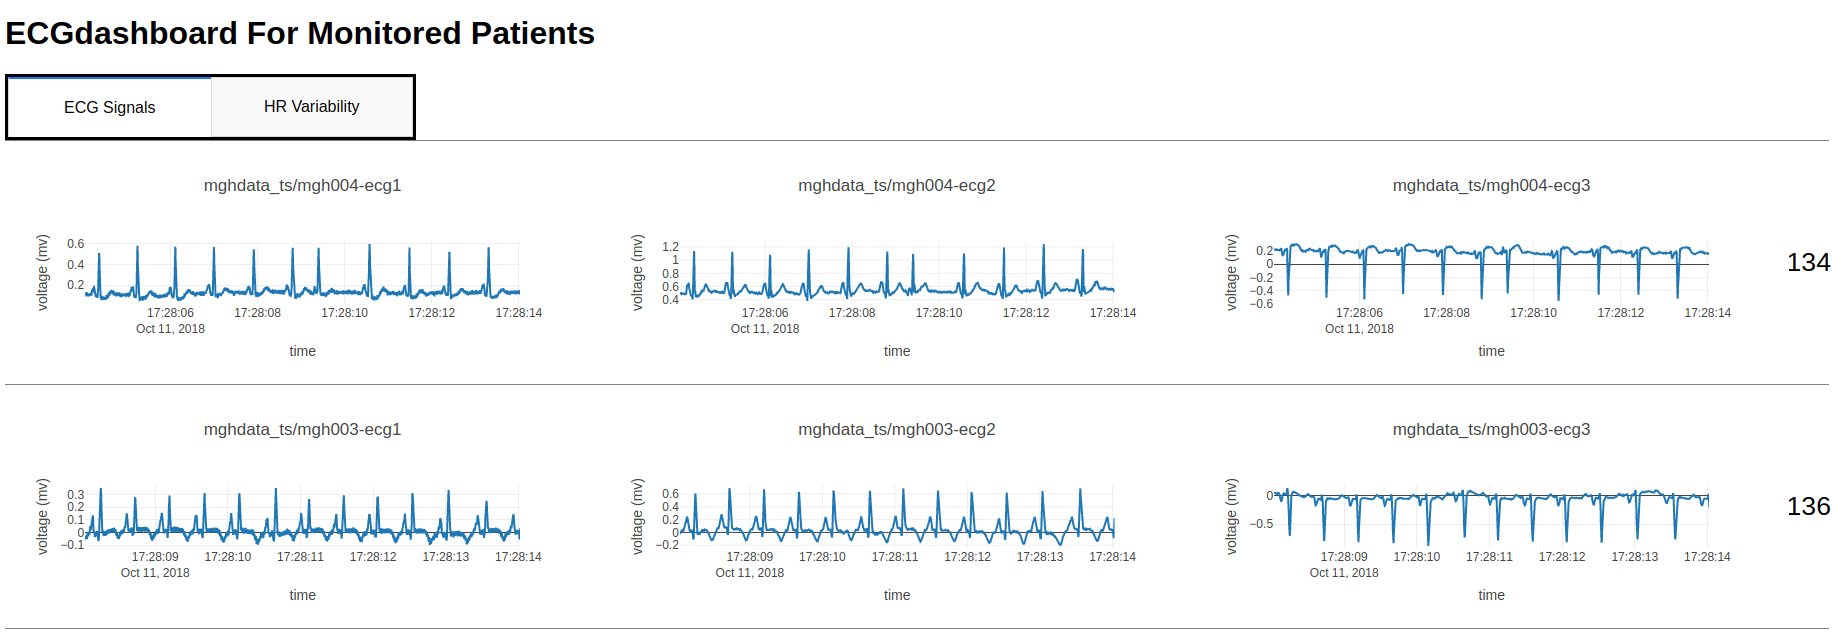 ECGdashboard For Monitored Patients
ECG Signals
HR Variability
mghdata_ts/mgh004-ecg1
voltage (mv)
0.6
0.4
0.2
17:28:06
17:28:08
17:28:10
17:28:12
17:28:14
Oct 11, 2018
time
mghdata_ts/mgh004-ecg2
voltage (mv)
1.2
1
0.8
0.6
0.4
17:28:06
17:28:08
17:28:10
17:28:12
17:28:14
Oct 11, 2018
time
mghdata_ts/mgh004-ecg3
voltage (mv)
0.2
0
−0.2
−0.4
−0.6
17:28:06
17:28:08
17:28:10
17:28:12
17:28:14
Oct 11, 2018
time
134
mghdata_ts/mgh003-ecg1
voltage (mv)
0.3
0.2
0.1
0
−0.1
17:28:09
17:28:10
17:28:11
17:28:12
17:28:13
17:28:14
Oct 11, 2018
time
mghdata_ts/mgh003-ecg2
voltage (mv)
0.6
0.4
0.2
0
−0.2
17:28:09
17:28:10
17:28:11
17:28:12
17:28:13
17:28:14
Oct 11, 2018
time
mghdata_ts/mgh003-ecg3
voltage (mv)
0
−0.5
17:28:09
17:28:10
17:28:11
17:28:12
17:28:13
17:28:14
Oct 11, 2018
time
136